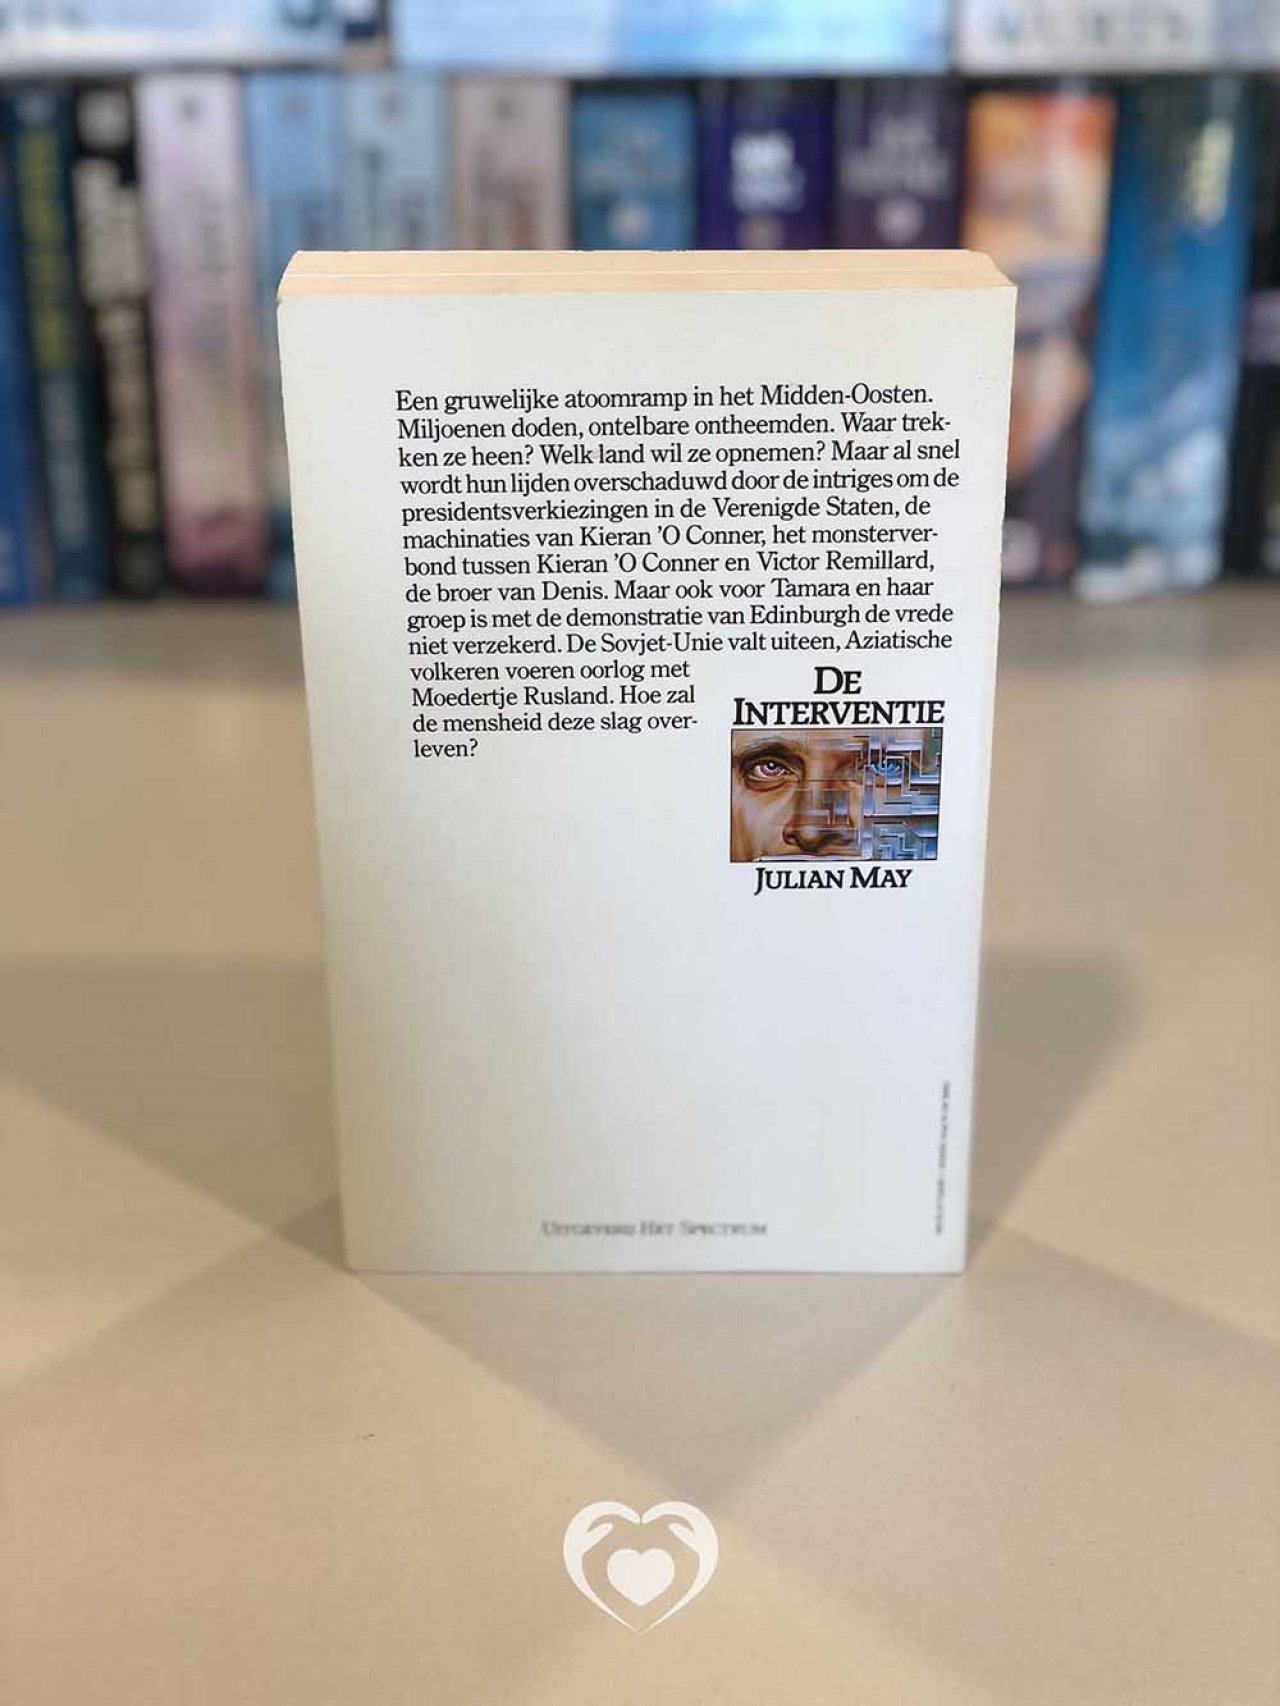 Een gruwelijke atoomramp in het Midden-Oosten.
Miljoenen doden, ontelbare ontheemden. Waar trek-
ken ze heen? Welk land wil ze opnemen? Maar al snel
wordt hun lijden overschaduwd door de intriges om de
presidentsverkiezingen in de Verenigde Staten, de
machinaties van Kieran 'O Conner, het monsterver-
bond tussen Kieran 'O Conner en Victor Remillard,
de broer van Denis. Maar ook voor Tamara en haar
groep is met de demonstratie van Edinburgh de vrede
niet verzekerd. De Sovjet-Unie valt uiteen, Aziatische
volkeren voeren oorlog met
Moedertje Rusland. Hoe zal
de mensheid deze slag over-
leven?
DE
INTERVENTIE
JULIAN MAY
UITGEVERIJ HET SPECTRUM